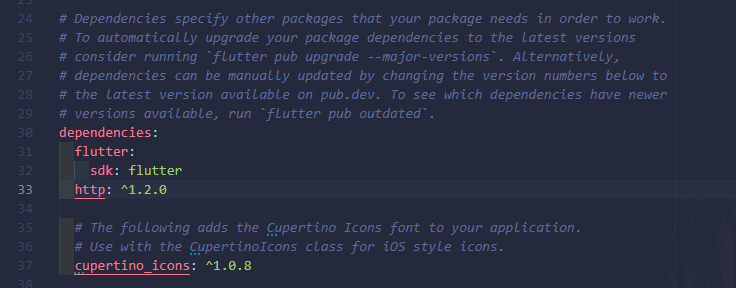 24 # Dependencies specify other packages that your package needs in order to work.
25 # To automatically upgrade your package dependencies to the latest versions
26 # consider running `flutter pub upgrade --major-versions`. Alternatively,
27 # dependencies can be manually updated by changing the version numbers below to
28 # the latest version available on pub.dev. To see which dependencies have newer
29 # versions available, run `flutter pub outdated`.
30 dependencies:
31   flutter:
32     sdk: flutter
33   http: ^1.2.0
34
35   # The following adds the Cupertino Icons font to your application.
36   # Use with the CupertinoIcons class for iOS style icons.
37   cupertino_icons: ^1.0.8
38